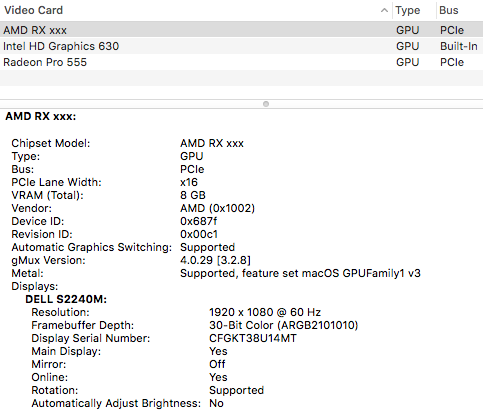 Video Card Type Bus
AMD RX xxx GPU PCIe
Intel HD Graphics 630 GPU Built-In
Radeon Pro 555 GPU PCIe
AMD RX xxx:
Chipset Model: AMD RX xxx
Type: GPU
Bus: PCIe
PCIe Lane Width: x16
VRAM (Total): 8 GB
Vendor: AMD (0x1002)
Device ID: 0x687f
Revision ID: 0x00c1
Automatic Graphics Switching: Supported
gMux Version: 4.0.29 [3.2.8]
Metal: Supported, feature set macOS GPUFamily1 v3
Displays:
DELL S2240M:
Resolution: 1920 x 1080 @ 60 Hz
Framebuffer Depth: 30-Bit Color (ARGB2101010)
Display Serial Number: CFGKT38U14MT
Main Display: Yes
Mirror: Off
Online: Yes
Rotation: Supported
Automatically Adjust Brightness: No